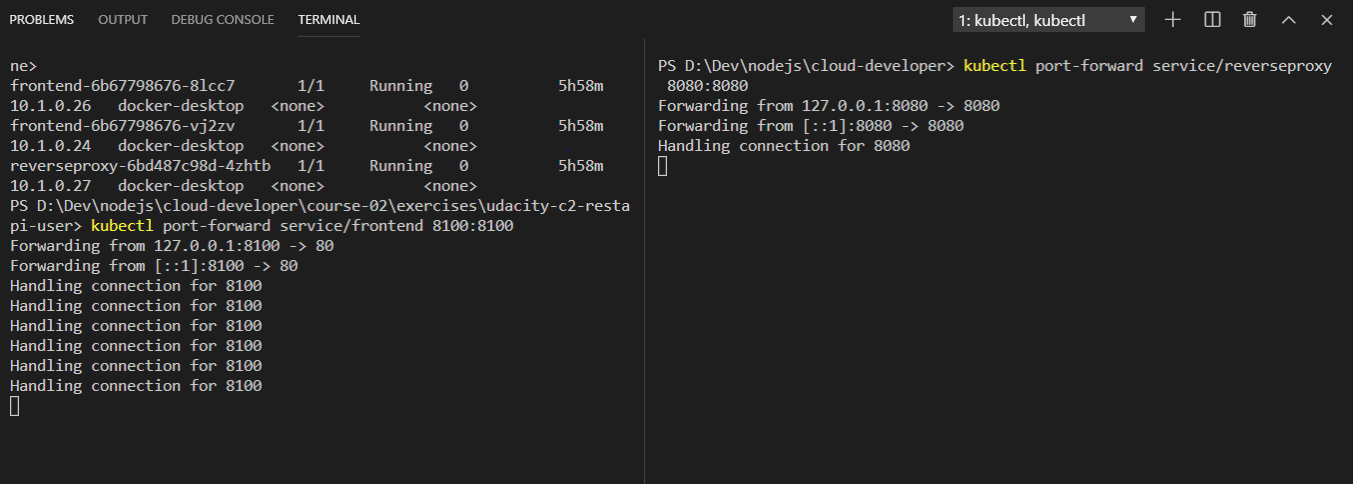 PROBLEMS OUTPUT DEBUG CONSOLE TERMINAL 1: kubectl, kubectl
ne>
frontend-6b67798676-8lcc7 1/1 Running 0 5h58m
10.1.0.26 docker-desktop <none> <none>
frontend-6b67798676-vj2zv 1/1 Running 0 5h58m
10.1.0.24 docker-desktop <none> <none>
reverseproxy-6bd487c98d-4zhtb 1/1 Running 0 5h58m
10.1.0.27 docker-desktop <none> <none>
PS D:\Dev\nodejs\cloud-developer\course-02\exercises\udacity-c2-resta
pi-user> kubectl port-forward service/frontend 8100:8100
Forwarding from 127.0.0.1:8100 -> 80
Forwarding from [::1]:8100 -> 80
Handling connection for 8100
Handling connection for 8100
Handling connection for 8100
Handling connection for 8100
Handling connection for 8100
Handling connection for 8100
PS D:\Dev\nodejs\cloud-developer> kubectl port-forward service/reverseproxy
8080:8080
Forwarding from 127.0.0.1:8080 -> 8080
Forwarding from [::1]:8080 -> 8080
Handling connection for 8080